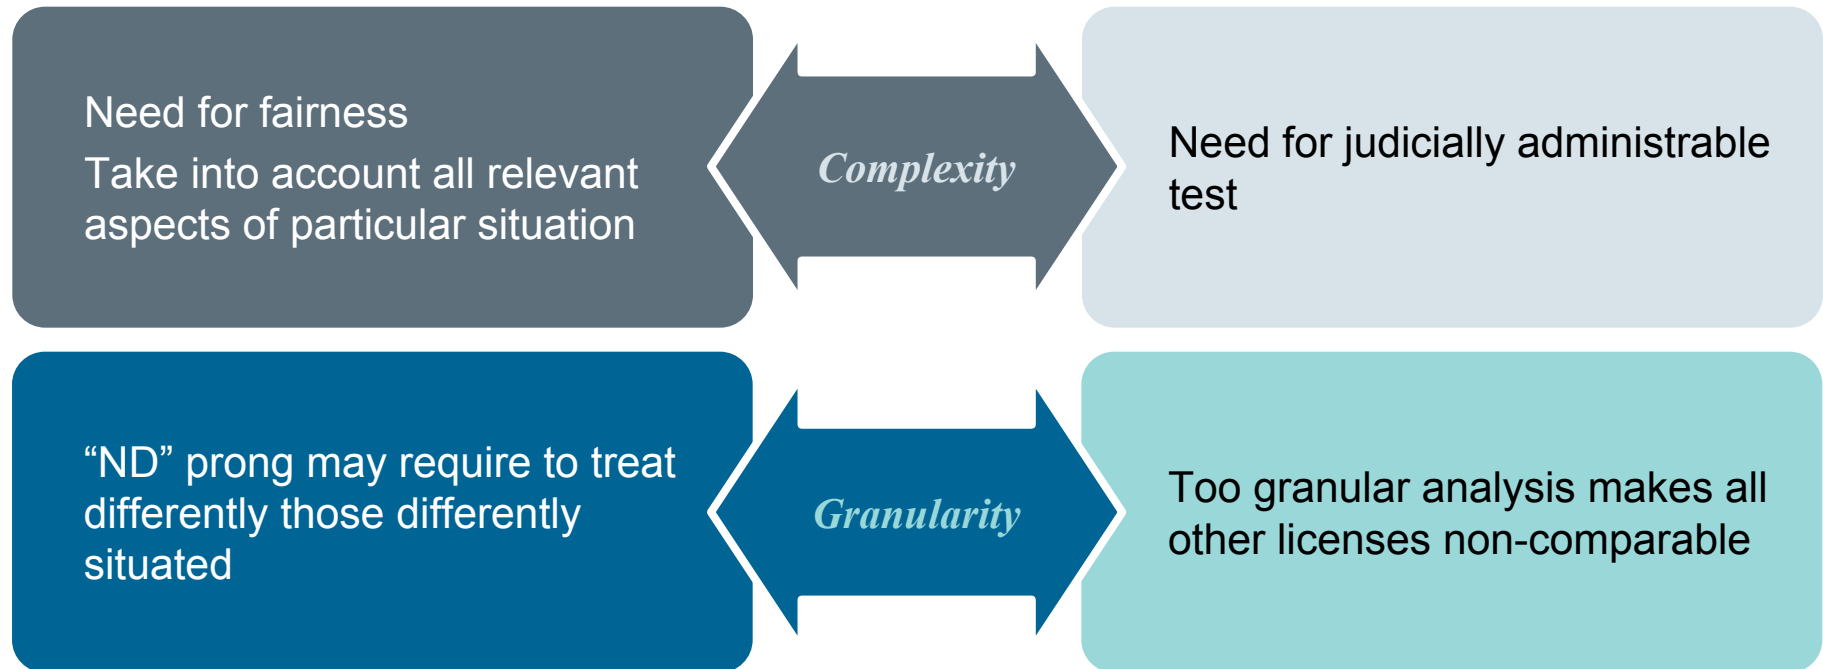 Need for fairness
Take into account all relevant
aspects of particular situation
Complexity
Need for judicially administrable
test
“ND” prong may require to treat
differently those differently
situated
Granularity
Too granular analysis makes all
other licenses non-comparable